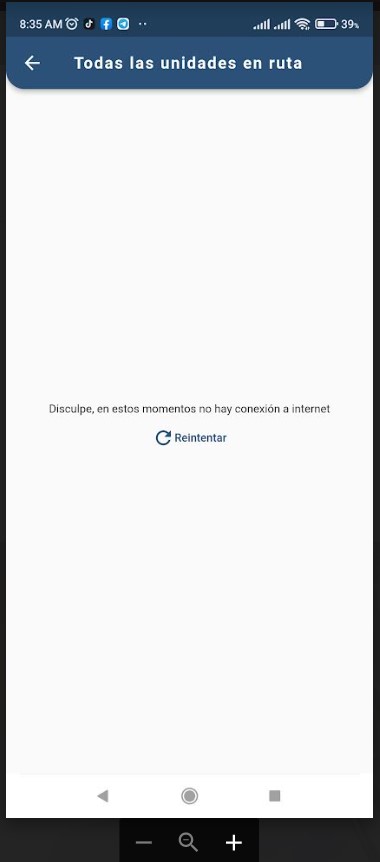 8:35 AM 39%
Todas las unidades en ruta
Disculpe, en estos momentos no hay conexión a internet
Reintentar